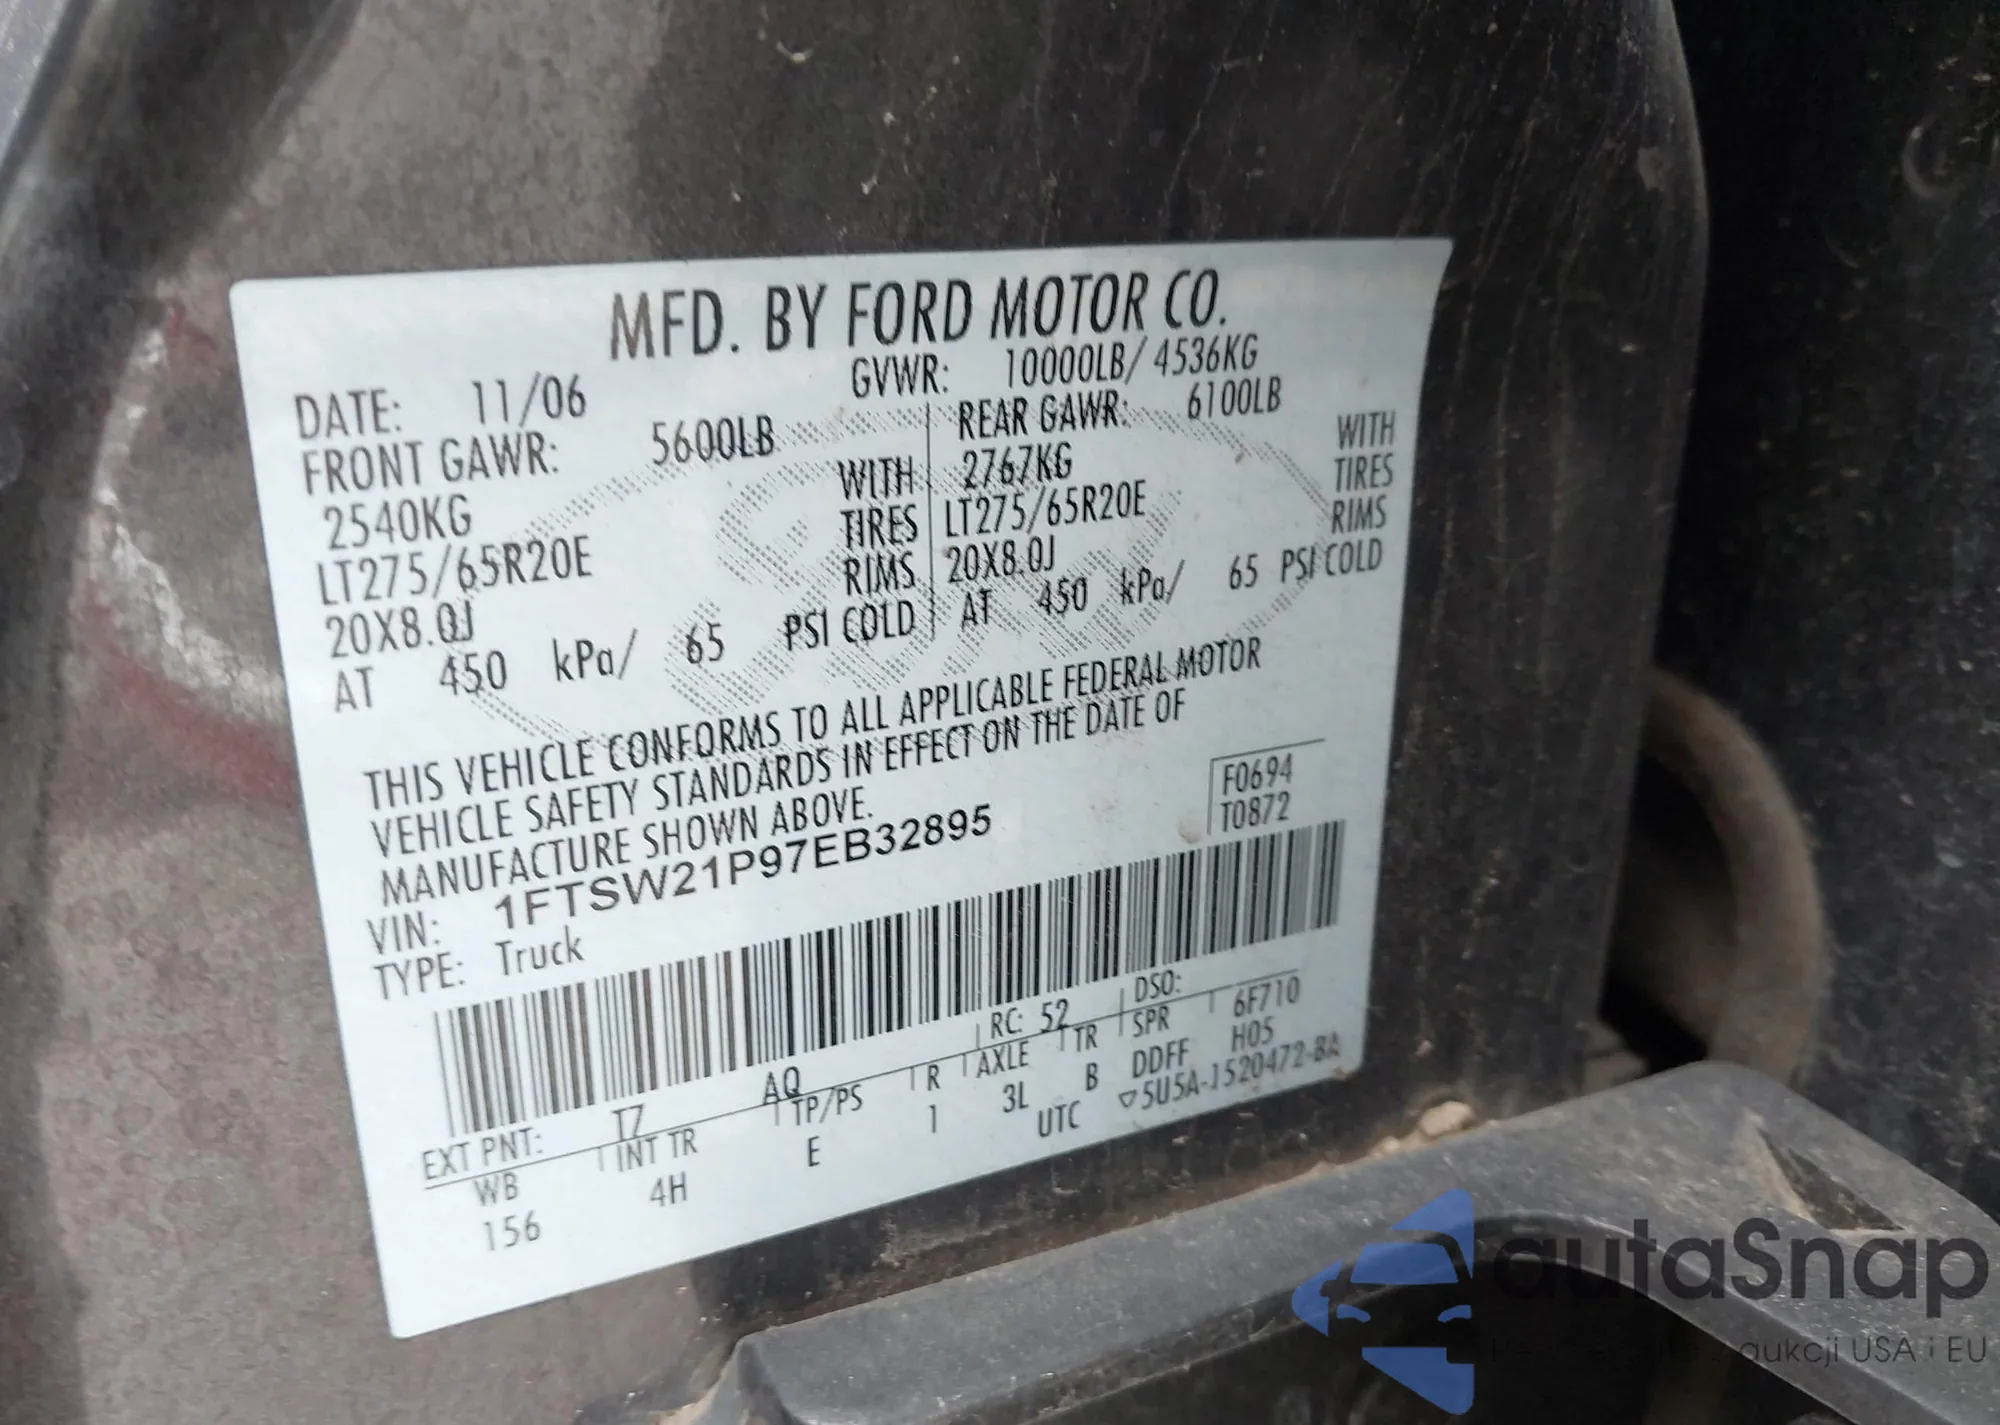 MFD. BY FORD MOTOR CO.
DATE: 11/06 GVWR: 10000LB/ 4536KG
FRONT GAWR: 5600LB REAR GAWR: 6100LB
2540KG WITH 2767KG WITH
LT275/65R20E TIRES LT275/65R20E TIRES
20X8.0J RIMS 20X8.0J RIMS
AT 450 kPa/ 65 PSI COLD AT 450 kPa/ 65 PSI COLD
THIS VEHICLE CONFORMS TO ALL APPLICABLE FEDERAL MOTOR
VEHICLE SAFETY STANDARDS IN EFFECT ON THE DATE OF
MANUFACTURE SHOWN ABOVE.
F0694
T0872
VIN: 1FTSW21P97EB32895
TYPE: Truck
EXT PNT: TZ AQ RC: 52 DSO: 6F710
WB INT TR TP/PS R AXLE TR SPR H05
156 4H E 1 3L B DDFF
UTC ▽5U5A-1520472-BA
autaSnap
aukcji USA i EU